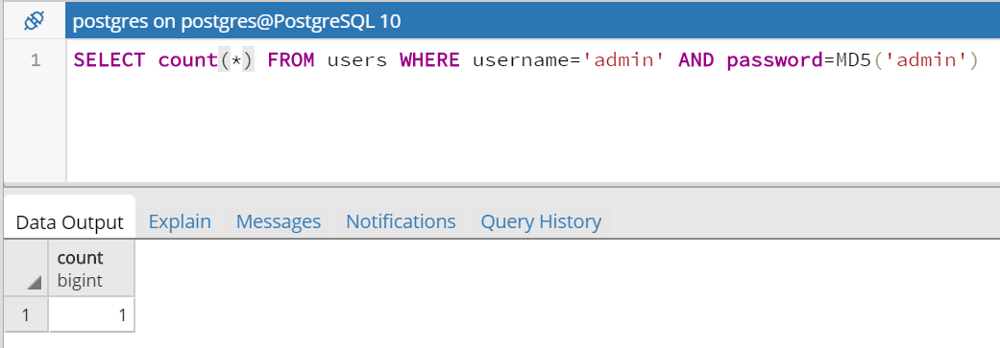 postgres on postgres@PostgreSQL 10
1 SELECT count(*) FROM users WHERE username='admin' AND password=MD5('admin')
Data Output Explain Messages Notifications Query History
count
bigint
1 1